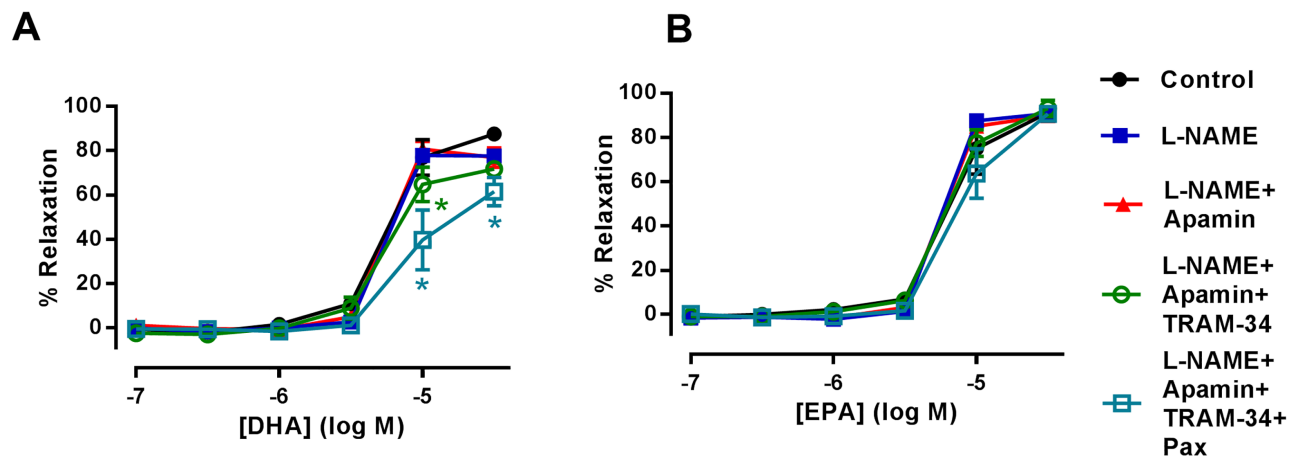 A
% Relaxation
100
80
60
40
20
0
*
*
*
-7
-6
-5
[DHA] (log M)
B
% Relaxation
100
80
60
40
20
0
-7
-6
-5
[EPA] (log M)
Control
L-NAME
L-NAME+
Apamin
L-NAME+
Apamin+
TRAM-34
L-NAME+
Apamin+
TRAM-34+
Pax